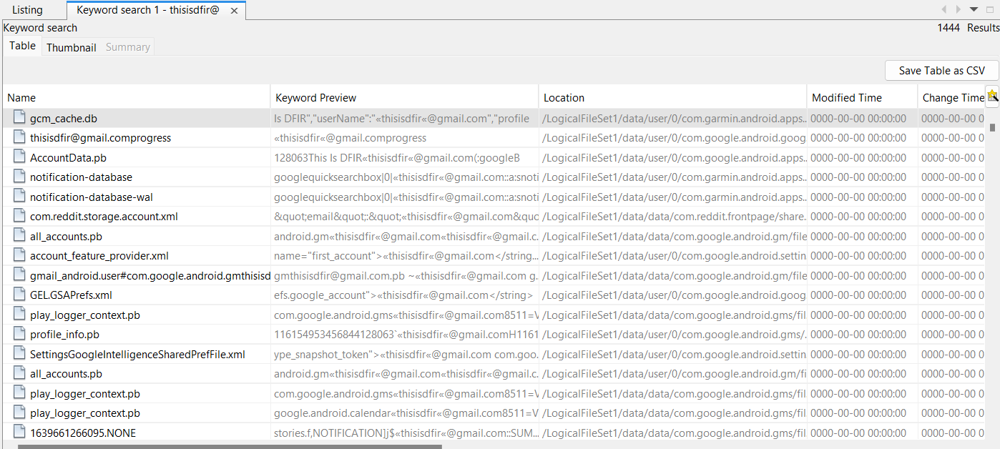 Listing Keyword search 1 - thisisdfir@ ×
Keyword search 1444 Results
Table Thumbnail Summary
Save Table as CSV
Name Keyword Preview Location Modified Time Change Time
gcm_cache.db Is DFIR","userName":"«thisisdfir«@gmail.com","profile /LogicalFileSet1/data/user/0/com.garmin.android.apps... 0000-00-00 00:00:00 0000-00-00 0
thisisdfir@gmail.comprogress «thisisdfir«@gmail.comprogress /LogicalFileSet1/data/user/0/com.google.android.goog 0000-00-00 00:00:00 0000-00-00 0
AccountData.pb 128063This Is DFIR«thisisdfir«@gmail.com(:googleB /LogicalFileSet1/data/user/0/com.google.android.apps... 0000-00-00 00:00:00 0000-00-00 0
notification-database googlequicksearchbox|0|«thisisdfir«@gmail.com::a:snoti /LogicalFileSet1/data/user/0/com.garmin.android.apps... 0000-00-00 00:00:00 0000-00-00 0
notification-database-wal googlequicksearchbox|0|«thisisdfir«@gmail.com::a:snoti /LogicalFileSet1/data/user/0/com.garmin.android.apps... 0000-00-00 00:00:00 0000-00-00 0
com.reddit.storage.account.xml &quot;email&quot;:&quot;«thisisdfir«@gmail.com&quo /LogicalFileSet1/data/data/com.reddit.frontpage/share. 0000-00-00 00:00:00 0000-00-00 0
all_accounts.pb android.gm«thisisdfir«@gmail.com«thisisdfir«@gmail.c. /LogicalFileSet1/data/data/com.google.android.gm/file 0000-00-00 00:00:00 0000-00-00 0
account_feature_provider.xml name="first_account">«thisisdfir«@gmail.com</string... /LogicalFileSet1/data/data/com.google.android.settin 0000-00-00 00:00:00 0000-00-00 0
gmail_android.user#com.google.android.gmthisisd gmthisisdfir@gmail.com.pb ~«thisisdfir«@gmail.com g. /LogicalFileSet1/data/data/com.google.android.gm/file 0000-00-00 00:00:00 0000-00-00 0
GEL.GSAPrefs.xml efs.google_account">«thisisdfir«@gmail.com</string> /LogicalFileSet1/data/user/0/com.google.android.goog 0000-00-00 00:00:00 0000-00-00 0
play_logger_context.pb com.google.android.gms«thisisdfir«@gmail.com8511=V /LogicalFileSet1/data/data/com.google.android.gms/fil 0000-00-00 00:00:00 0000-00-00 0
profile_info.pb 116154953456844128063`«thisisdfir«@gmail.comH1161 /LogicalFileSet1/data/user/0/com.google.android.gms/. 0000-00-00 00:00:00 0000-00-00 0
SettingsGoogleIntelligenceSharedPrefFile.xml ype_snapshot_token">«thisisdfir«@gmail.com com.goo. /LogicalFileSet1/data/user/0/com.google.android.settin 0000-00-00 00:00:00 0000-00-00 0
all_accounts.pb android.gm«thisisdfir«@gmail.com«thisisdfir«@gmail.c. /LogicalFileSet1/data/user/0/com.google.android.gm/fi 0000-00-00 00:00:00 0000-00-00 0
play_logger_context.pb com.google.android.gms«thisisdfir«@gmail.com8511=V /LogicalFileSet1/data/data/com.google.android.gms/fil 0000-00-00 00:00:00 0000-00-00 0
play_logger_context.pb google.android.calendar«thisisdfir«@gmail.com8511=V /LogicalFileSet1/data/data/com.google.android.gms/fil 0000-00-00 00:00:00 0000-00-00 0
1639661266095.NONE stories.f,NOTIFICATION]j$«thisisdfir«@gmail.com::SUM... /LogicalFileSet1/data/data/com.google.android.gms/fil 0000-00-00 00:00:00 0000-00-00 0